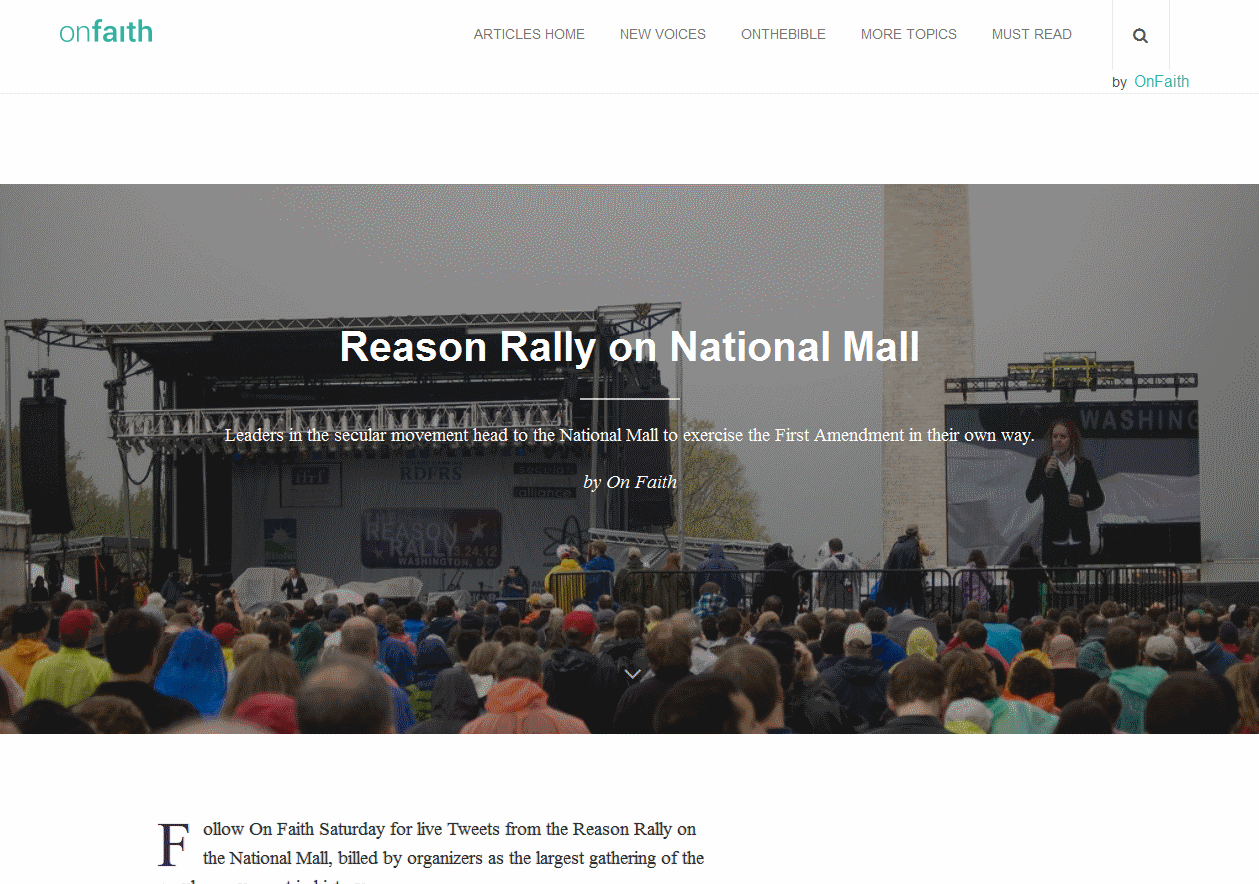 onfaith
ARTICLES HOME NEW VOICES ONTHEBIBLE MORE TOPICS MUST READ
by OnFaith
Reason Rally on National Mall
Leaders in the secular movement head to the National Mall to exercise the First Amendment in their own way.
by On Faith
WASHING
RDFRS
secular
alliance
REASON
RALLY
3.24.12
WASHINGTON, D.C.
Follow On Faith Saturday for live Tweets from the Reason Rally on
the National Mall, billed by organizers as the largest gathering of the